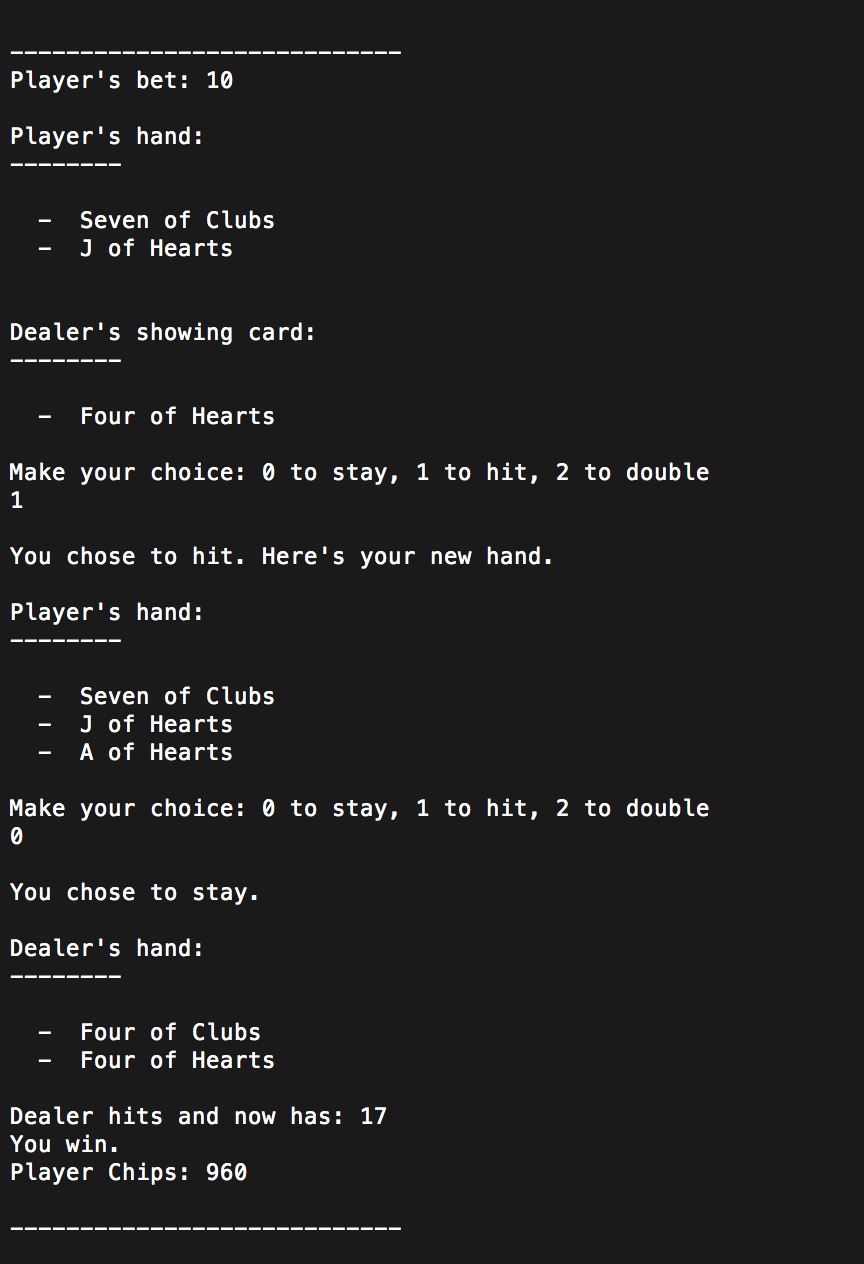 ----------------------------
Player's bet: 10
Player's hand:
--------
-  Seven of Clubs
-  J of Hearts
Dealer's showing card:
--------
-  Four of Hearts
Make your choice: 0 to stay, 1 to hit, 2 to double
1
You chose to hit. Here's your new hand.
Player's hand:
--------
-  Seven of Clubs
-  J of Hearts
-  A of Hearts
Make your choice: 0 to stay, 1 to hit, 2 to double
0
You chose to stay.
Dealer's hand:
--------
-  Four of Clubs
-  Four of Hearts
Dealer hits and now has: 17
You win.
Player Chips: 960
----------------------------